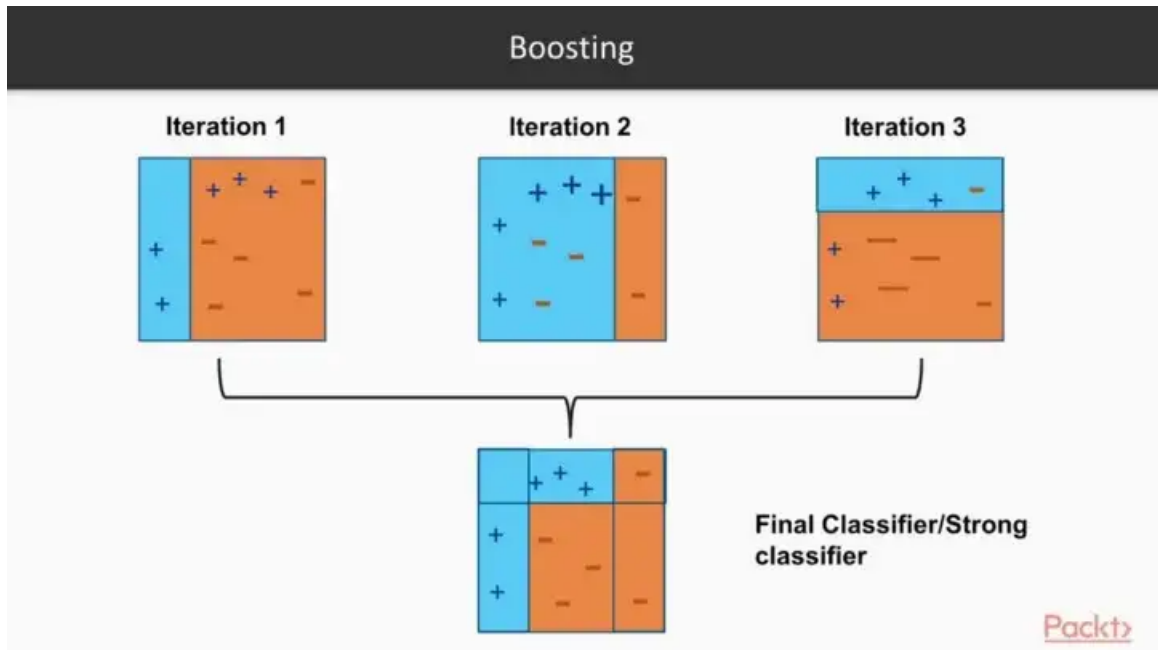 Boosting
Iteration 1
Iteration 2
Iteration 3
Final Classifier/Strong
classifier
Packt>